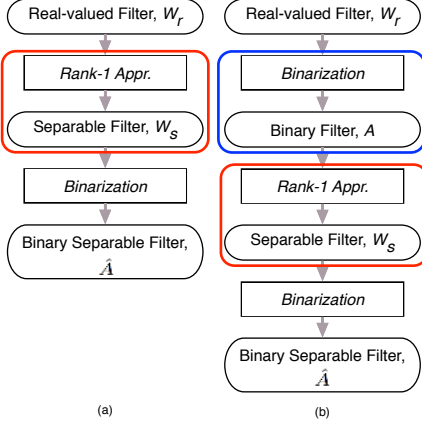 Real-valued Filter, W_r
Rank-1 Appr.
Separable Filter, W_s
Binarization
Binary Separable Filter,
Â
(a)
Real-valued Filter, W_r
Binarization
Binary Filter, A
Rank-1 Appr.
Separable Filter, W_s
Binarization
Binary Separable Filter,
Â
(b)